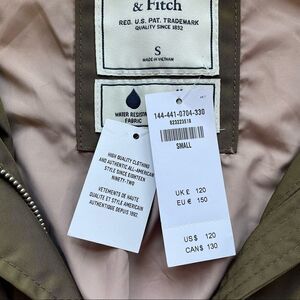 & Fitch
REG. U.S. PAT. TRADEMARK
QUALITY SINCE 1892
S
MADE IN VIETNAM
WATER RESISTA
FABRIC
144-441-0704-330
SMALL
UK £ 120
EU € 150
US $ 120
CAN $ 130
HIGH QUALITY CLOTHING
AND AUTHENTIC ALL-AMERICAN
STYLE SINCE EIGHTEEN
NINETY-TWO
VETEMENTS DE HAUTE
QUALITE ET STYLE AMERICAIN
AUTHENTIQUE DEPUIS 1892